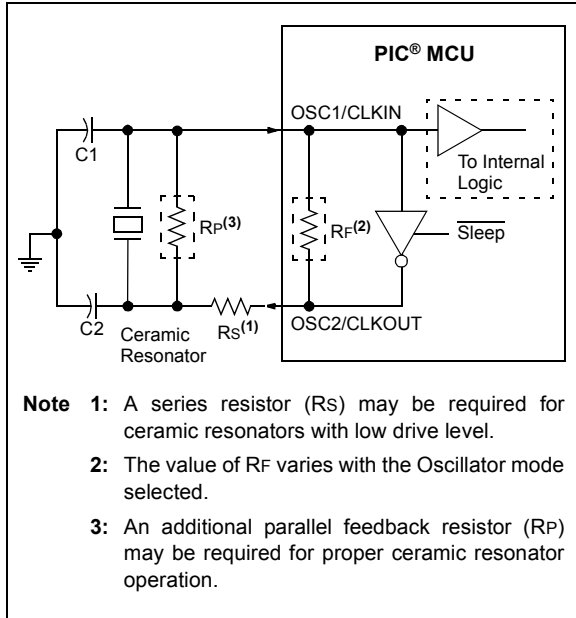 PIC® MCU
OSC1/CLKIN
C1
To Internal
Logic
RP(3)
RF(2)
Sleep
C2
Ceramic
Resonator
RS(1)
OSC2/CLKOUT
Note 1: A series resistor (RS) may be required for
ceramic resonators with low drive level.
2: The value of RF varies with the Oscillator mode
selected.
3: An additional parallel feedback resistor (RP)
may be required for proper ceramic resonator
operation.